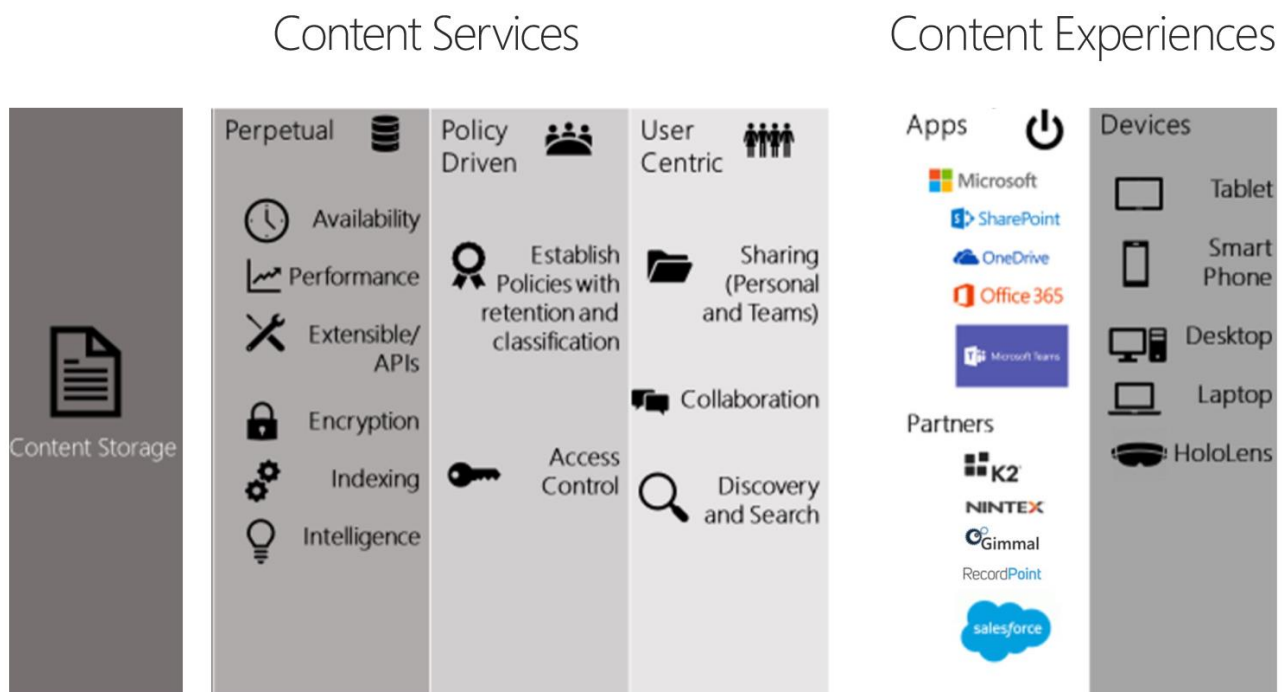 Content Services
Content Experiences
Content Storage
Perpetual
Availability
Performance
Extensible/
APIs
Encryption
Indexing
Intelligence
Policy
Driven
Establish
Policies with
retention and
classification
Access
Control
User
Centric
Sharing
(Personal
and Teams)
Collaboration
Discovery
and Search
Apps
Microsoft
SharePoint
OneDrive
Office 365
Microsoft Teams
Partners
K2
NINTEX
Gimmal
RecordPoint
salesforce
Devices
Tablet
Smart
Phone
Desktop
Laptop
HoloLens